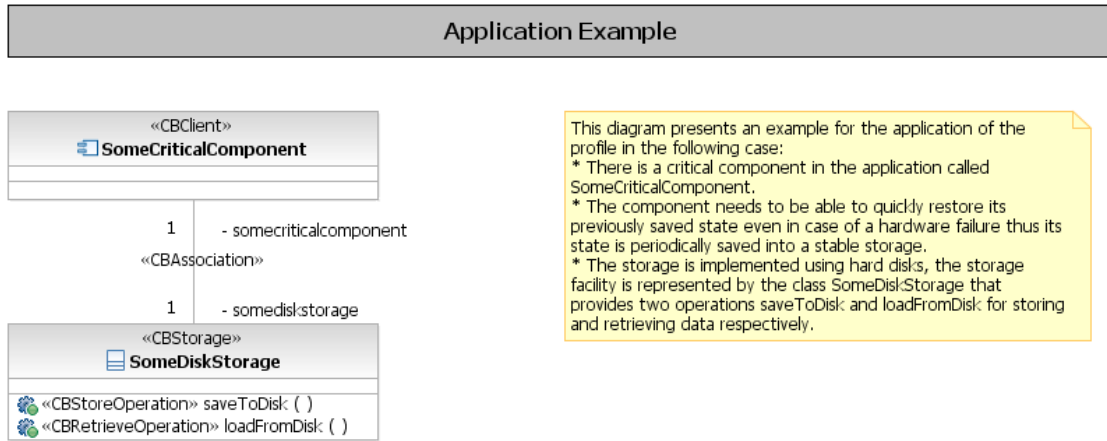 Application Example
«CBClient»
SomeCriticalComponent
1
- somecriticalcomponent
«CBAssociation»
1
- somediskstorage
«CBStorage»
SomeDiskStorage
«CBStoreOperation» saveToDisk ( )
«CBRetrieveOperation» loadFromDisk ( )
This diagram presents an example for the application of the
profile in the following case:
* There is a critical component in the application called
SomeCriticalComponent.
* The component needs to be able to quickly restore its
previously saved state even in case of a hardware failure thus its
state is periodically saved into a stable storage.
* The storage is implemented using hard disks, the storage
facility is represented by the class SomeDiskStorage that
provides two operations saveToDisk and loadFromDisk for storing
and retrieving data respectively.